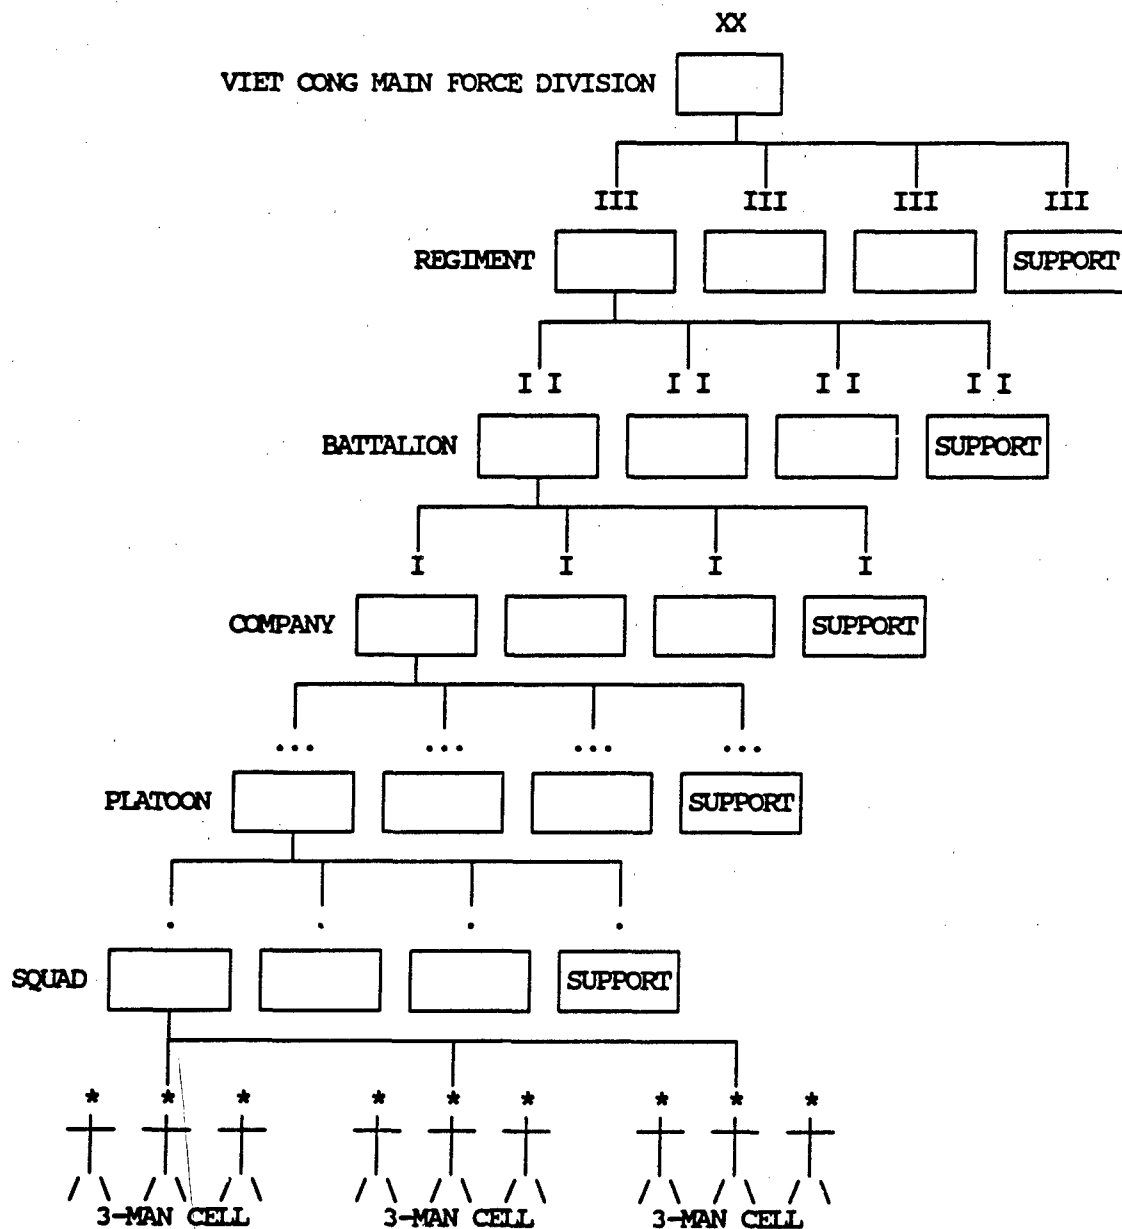 XX
VIET CONG MAIN FORCE DIVISION
III III III III
REGIMENT SUPPORT
I I I I I I I I
BATTALION SUPPORT
I I I I
COMPANY SUPPORT
... ... ... ...
PLATOON SUPPORT
. . . .
SQUAD SUPPORT
* * * * * * * * *
3-MAN CELL 3-MAN CELL 3-MAN CELL